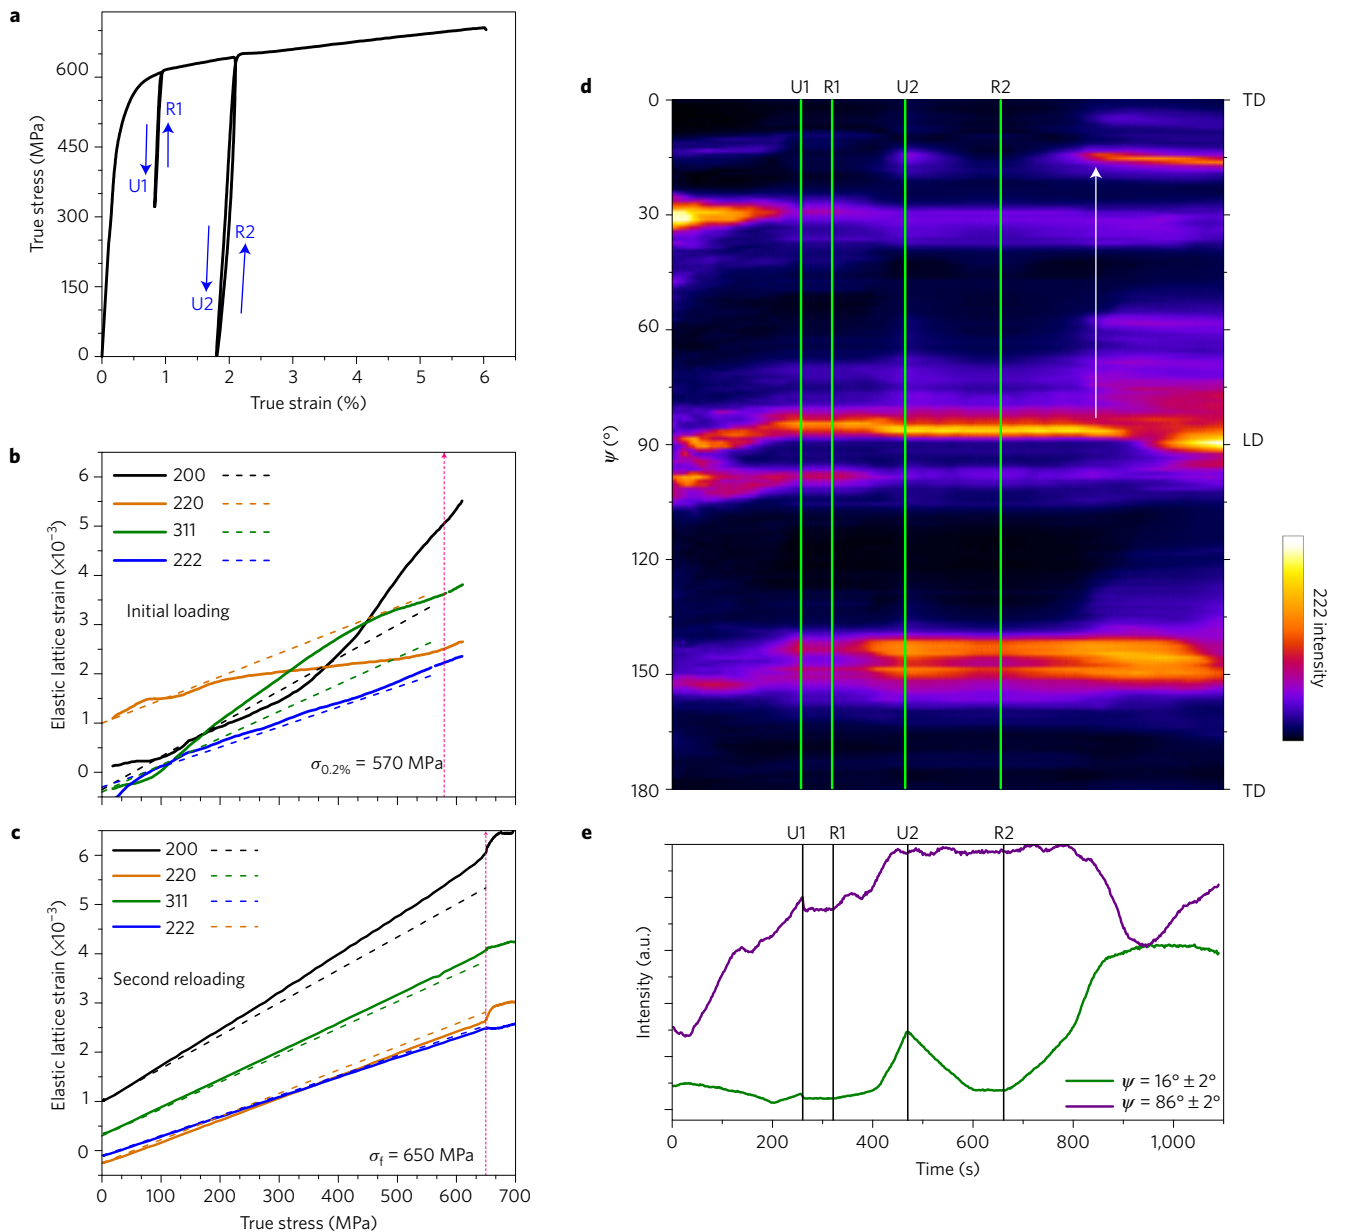 a
600
450
300
150
0
True stress (MPa)
R1
U1
R2
U2
0 1 2 3 4 5 6
True strain (%)
b
6
5
4
3
2
1
0
Elastic lattice strain (×10⁻³)
200
220
311
222
Initial loading
σ0.2% = 570 MPa
c
6
5
4
3
2
1
0
Elastic lattice strain (×10⁻³)
200
220
311
222
Second reloading
σf = 650 MPa
0 100 200 300 400 500 600 700
True stress (MPa)
d
U1 R1 U2 R2
0
30
60
90
120
150
180
ψ (°)
TD
LD
TD
222 intensity
e
U1 R1 U2 R2
Intensity (a.u.)
ψ = 16° ± 2°
ψ = 86° ± 2°
0 200 400 600 800 1,000
Time (s)